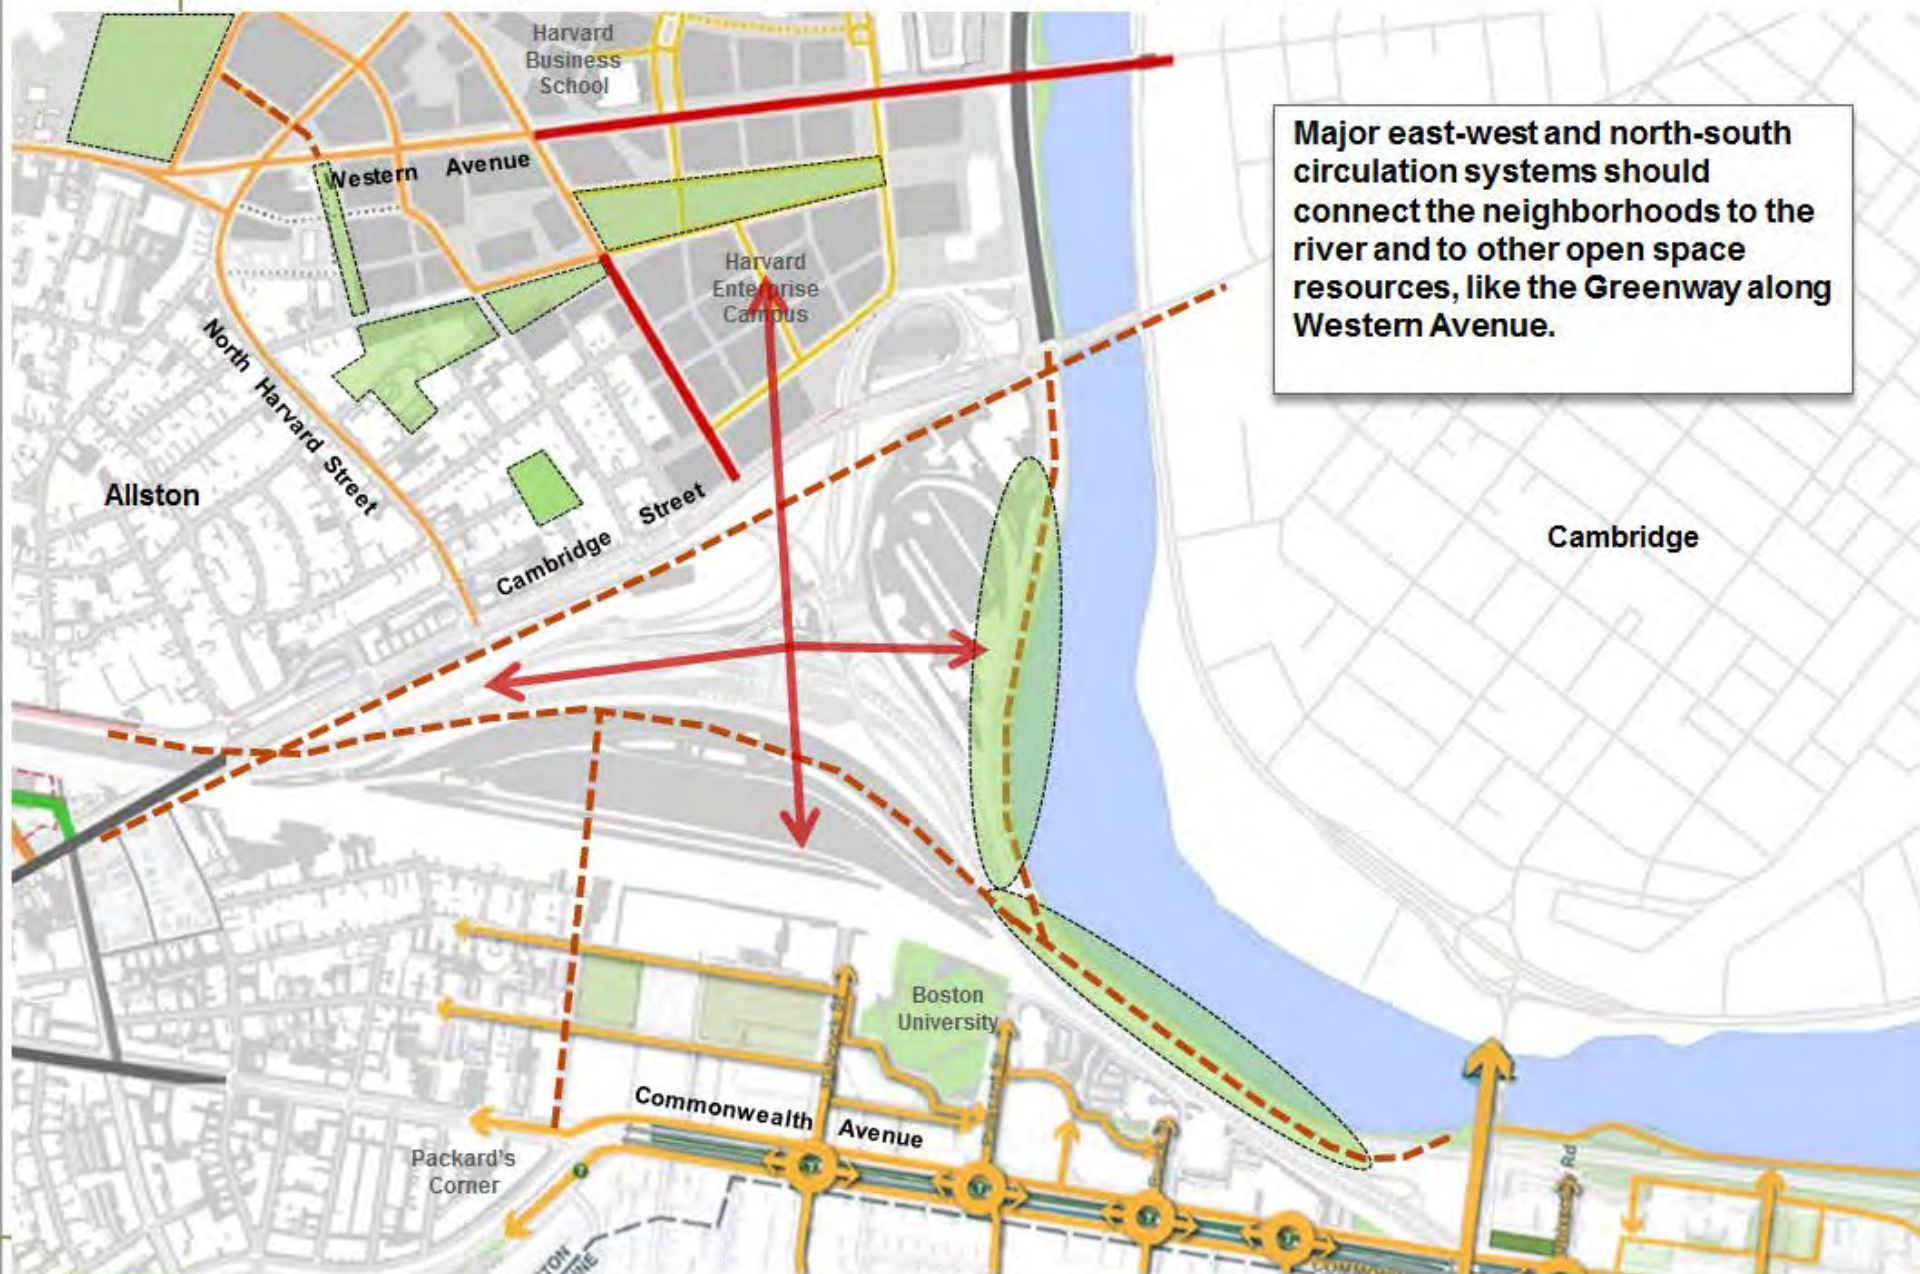 Harvard
Business
School
Major east-west and north-south
circulation systems should
connect the neighborhoods to the
river and to other open space
resources, like the Greenway along
Western Avenue.
Western Avenue
Harvard
Enterprise
Campus
North Harvard Street
Allston
Cambridge Street
Cambridge
Boston
University
Commonwealth Avenue
Packard's
Corner
Rd
T
T
T
T